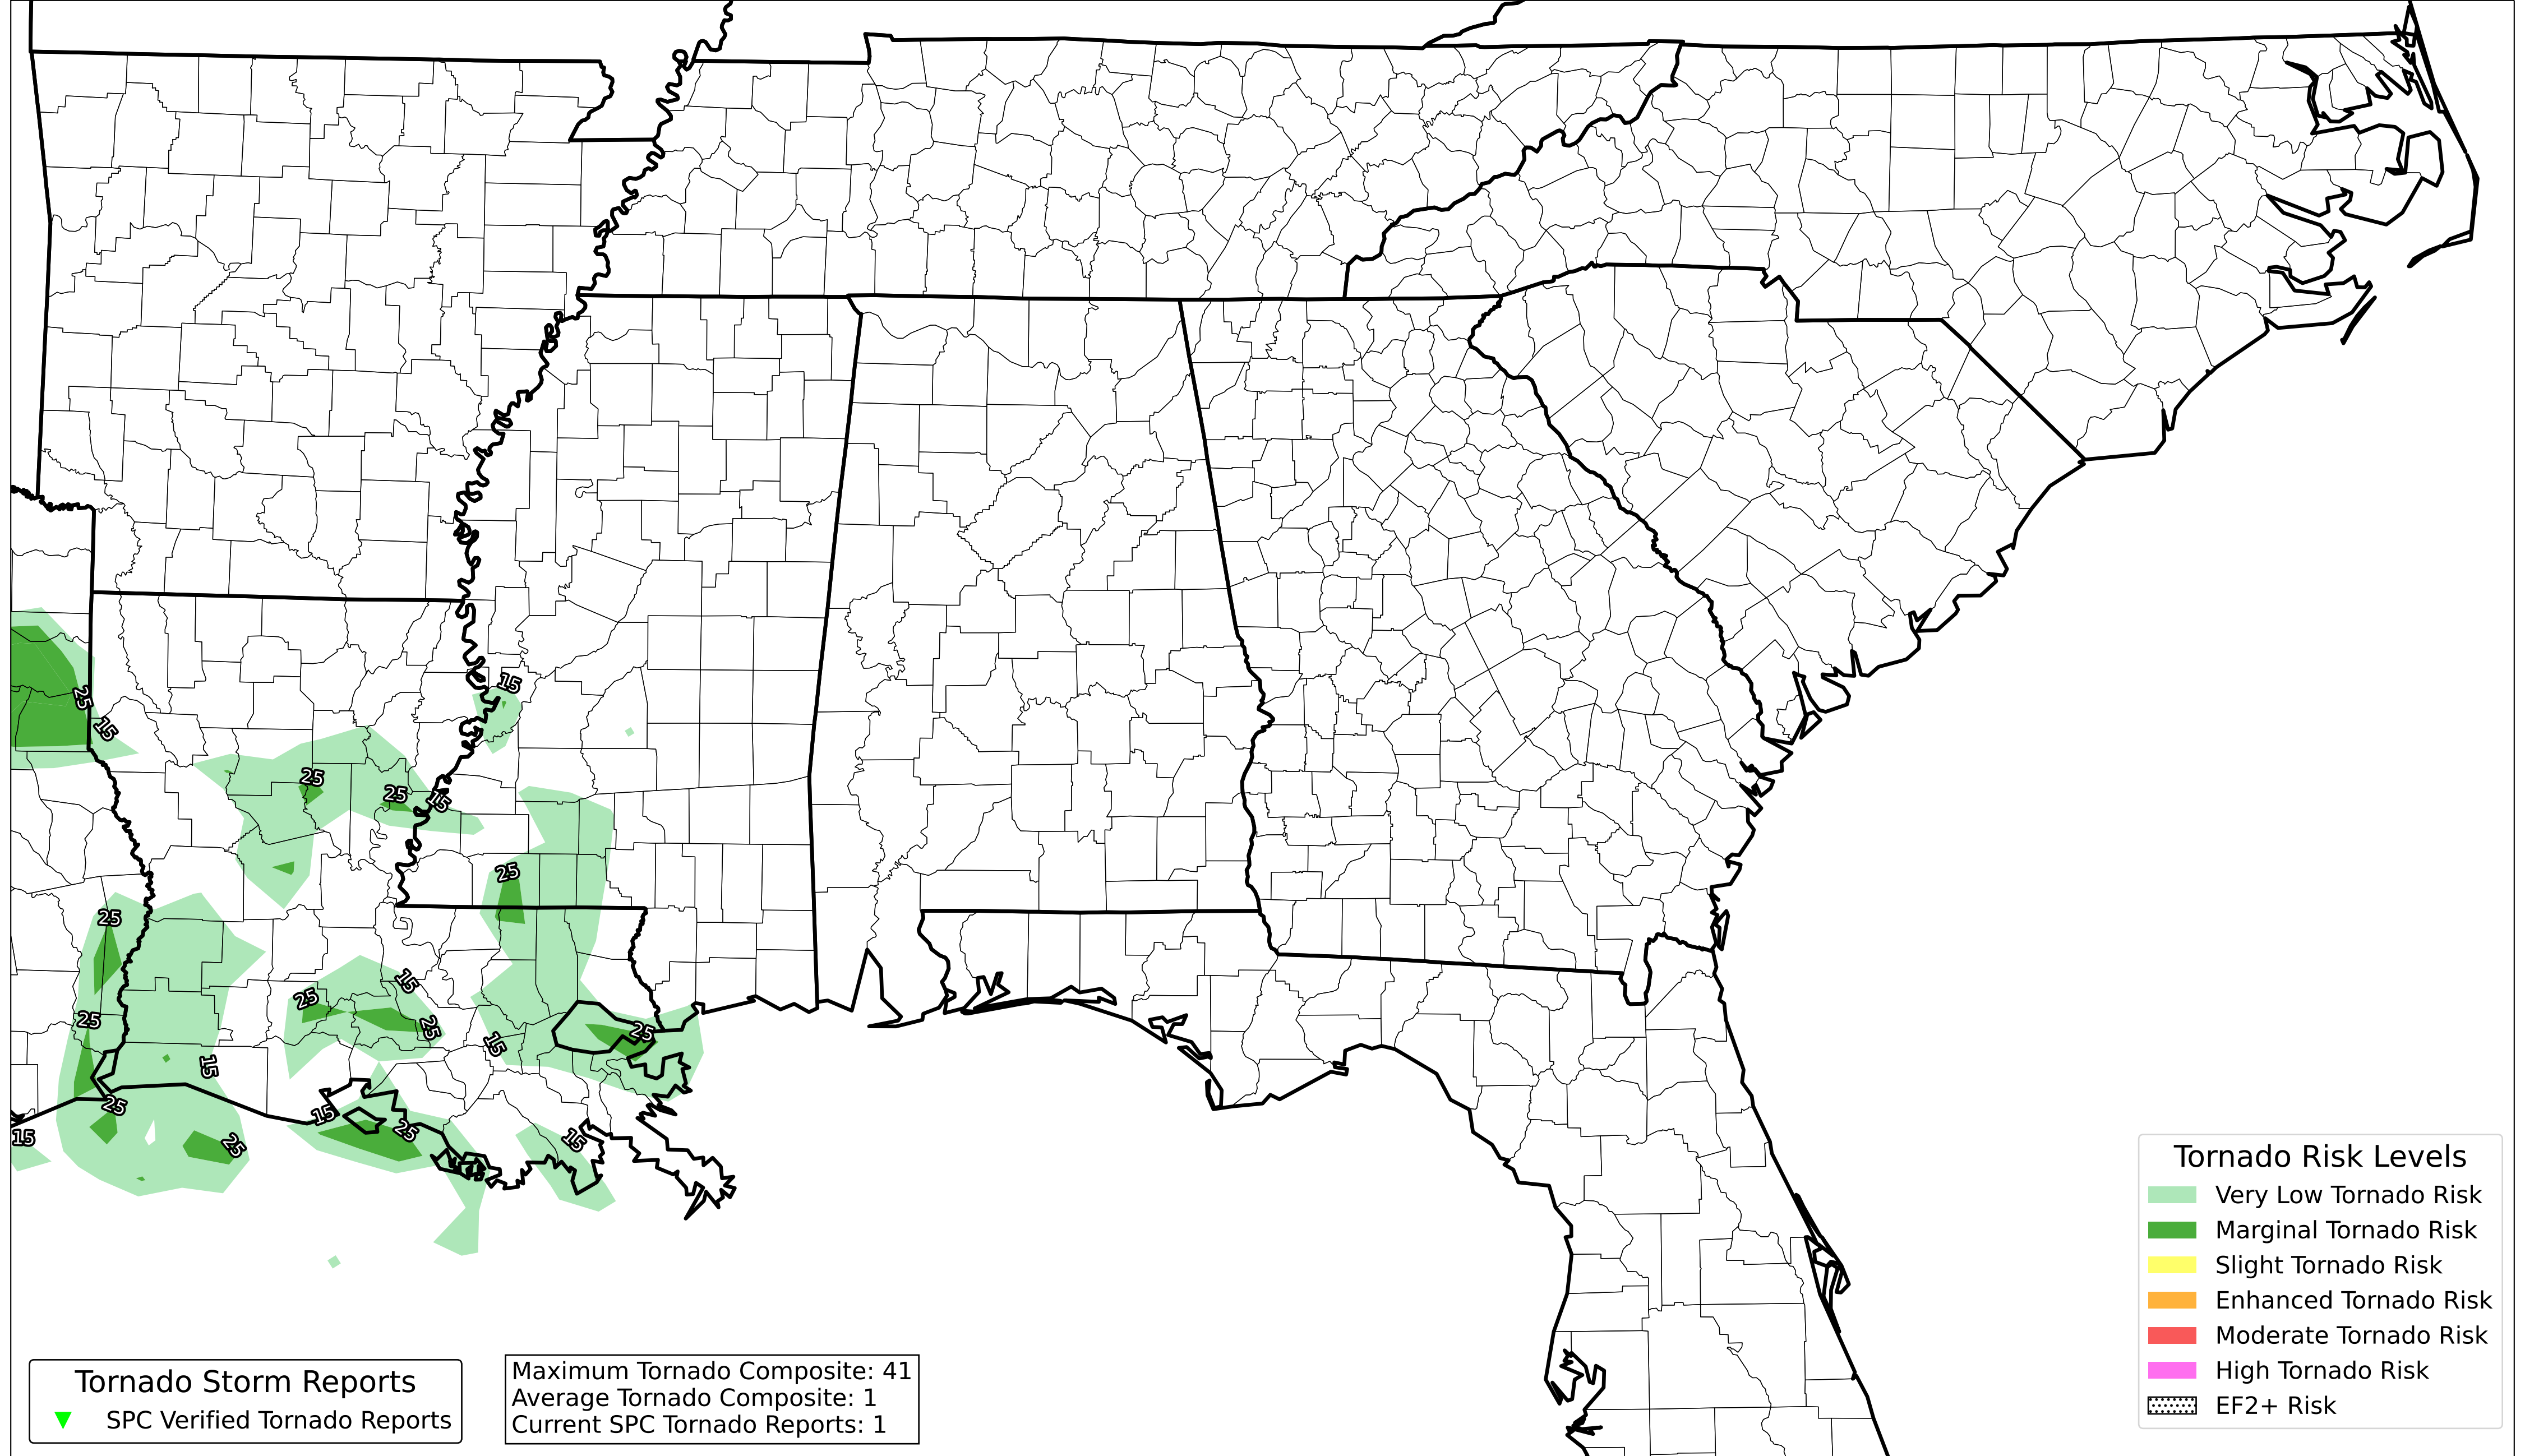 15
25
15
25
25
15
25
25
15
25
25
25
25
15
15
25
15
15
25
15
25
15
Tornado Risk Levels
Very Low Tornado Risk
Marginal Tornado Risk
Slight Tornado Risk
Enhanced Tornado Risk
Moderate Tornado Risk
High Tornado Risk
EF2+ Risk
Tornado Storm Reports
SPC Verified Tornado Reports
Maximum Tornado Composite: 41
Average Tornado Composite: 1
Current SPC Tornado Reports: 1